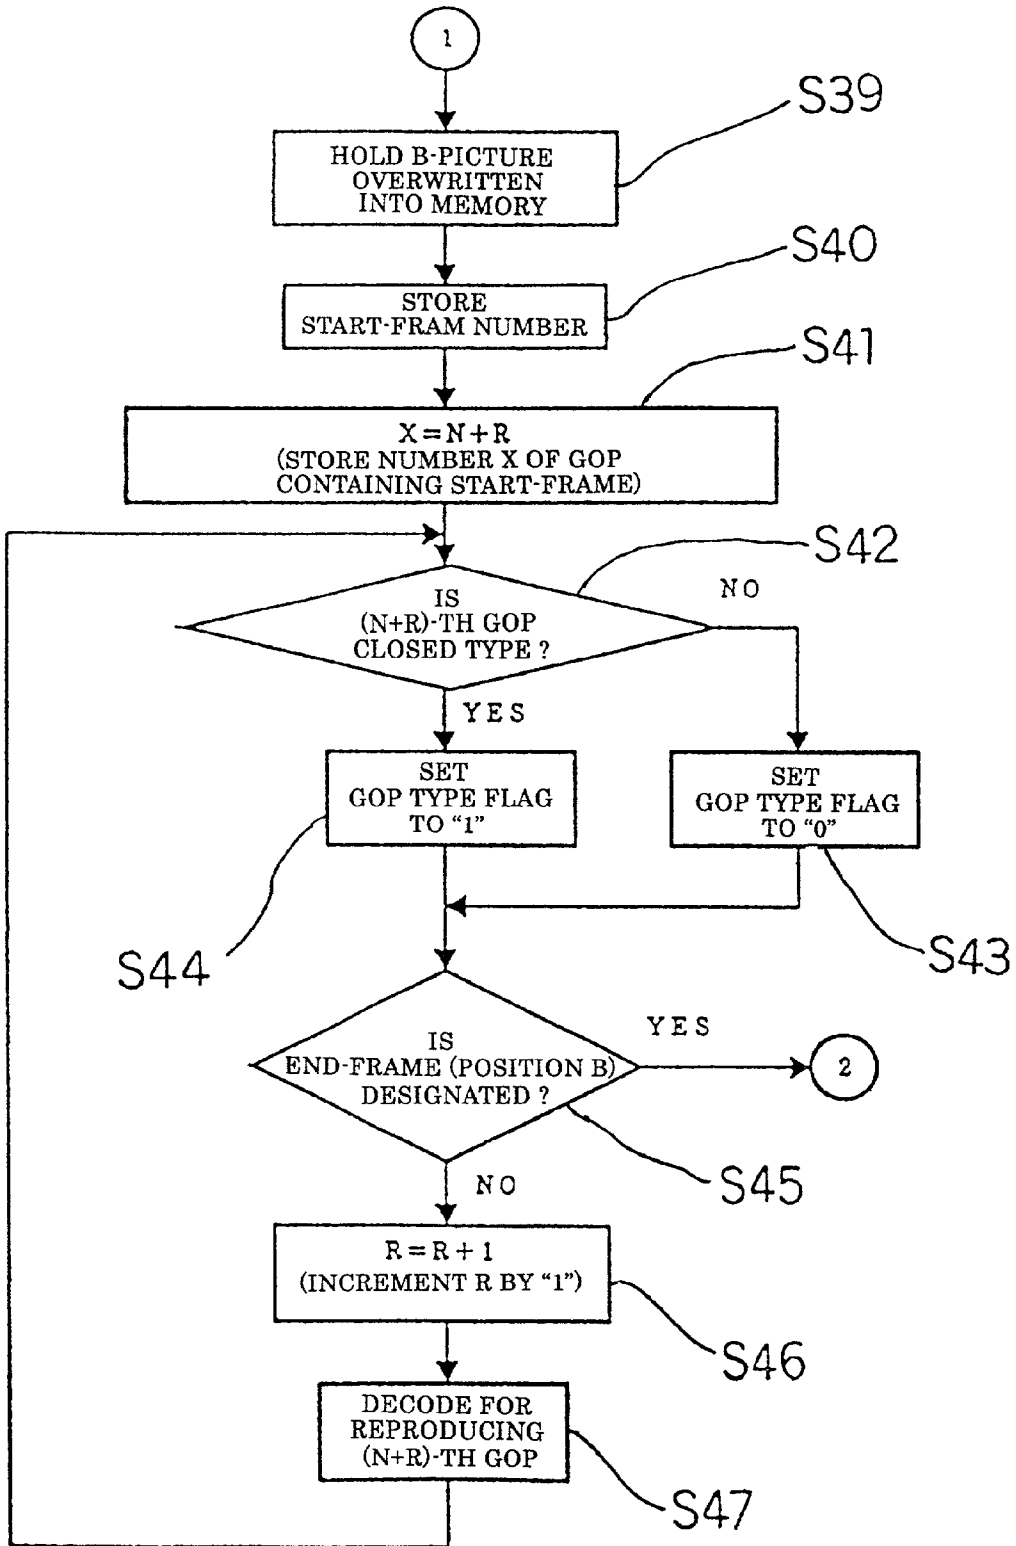 1
S39
HOLD B-PICTURE
OVERWRITTEN
INTO MEMORY
S40
STORE
START-FRAM NUMBER
S41
X=N+R
(STORE NUMBER X OF GOP
CONTAINING START-FRAME)
S42
IS
(N+R)-TH GOP
CLOSED TYPE ?
NO
YES
SET
GOP TYPE FLAG
TO "1"
SET
GOP TYPE FLAG
TO "0"
S44
S43
IS
END-FRAME (POSITION B)
DESIGNATED ?
YES
2
S45
NO
R=R+1
(INCREMENT R BY "1")
S46
DECODE FOR
REPRODUCING
(N+R)-TH GOP
S47